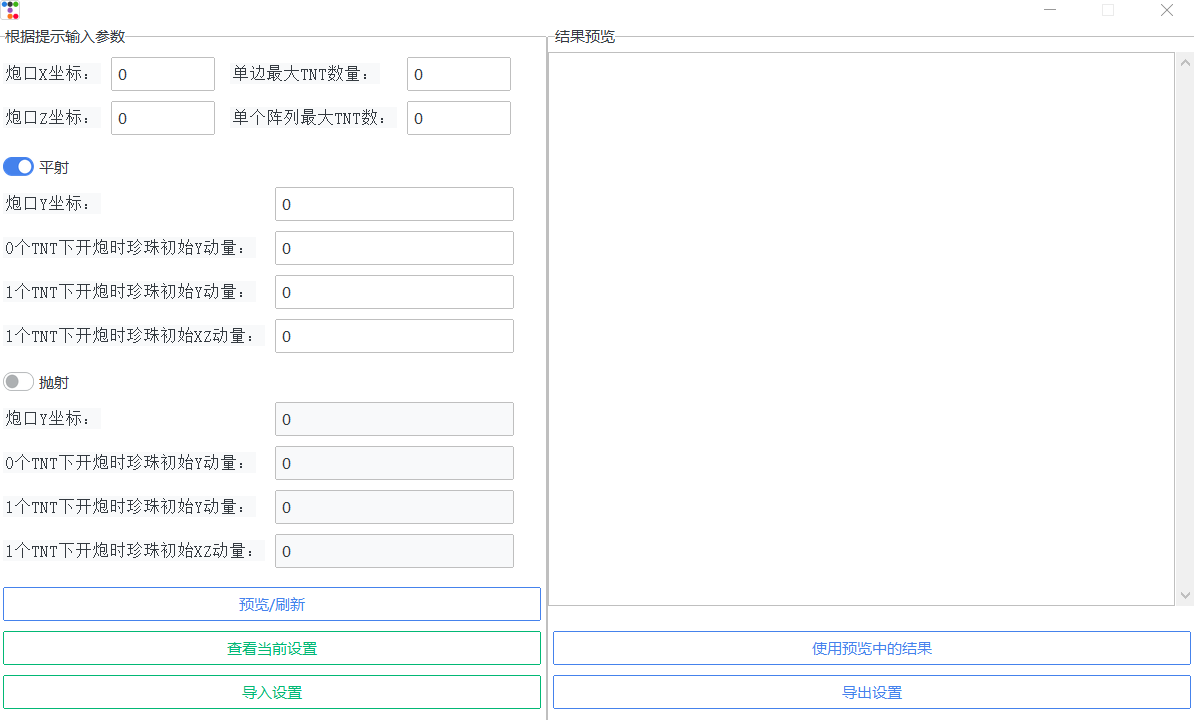 根据提示输入参数
炮口X坐标： 0 单边最大TNT数量： 0
炮口Z坐标： 0 单个阵列最大TNT数： 0
平射
炮口Y坐标： 0
0个TNT下开炮时珍珠初始Y动量： 0
1个TNT下开炮时珍珠初始Y动量： 0
1个TNT下开炮时珍珠初始XZ动量： 0
抛射
炮口Y坐标： 0
0个TNT下开炮时珍珠初始Y动量： 0
1个TNT下开炮时珍珠初始Y动量： 0
1个TNT下开炮时珍珠初始XZ动量： 0
预览/刷新
查看当前设置
导入设置
结果预览
使用预览中的结果
导出设置